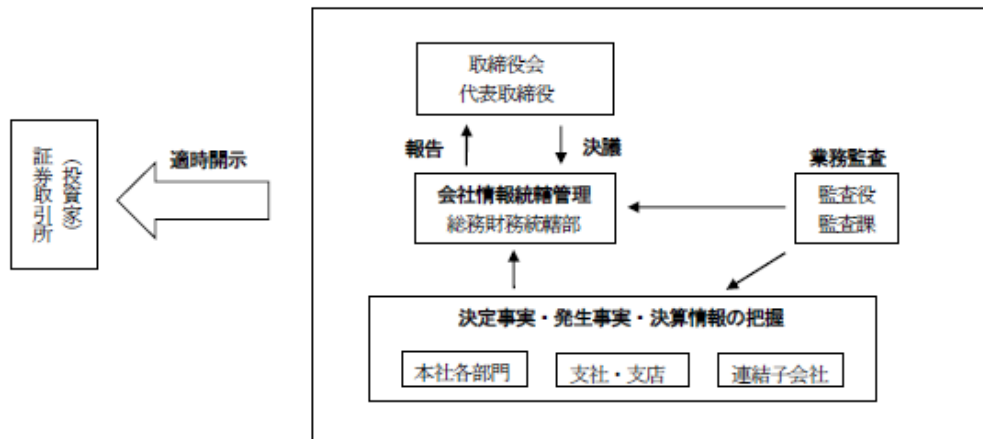 取締役会
代表取締役
報告
決議
適時開示
証券取引所
(投資家)
会社情報統轄管理
総務財務統轄部
業務監査
監査役
監査課
決定事実・発生事実・決算情報の把握
本社各部門
支社・支店
連結子会社